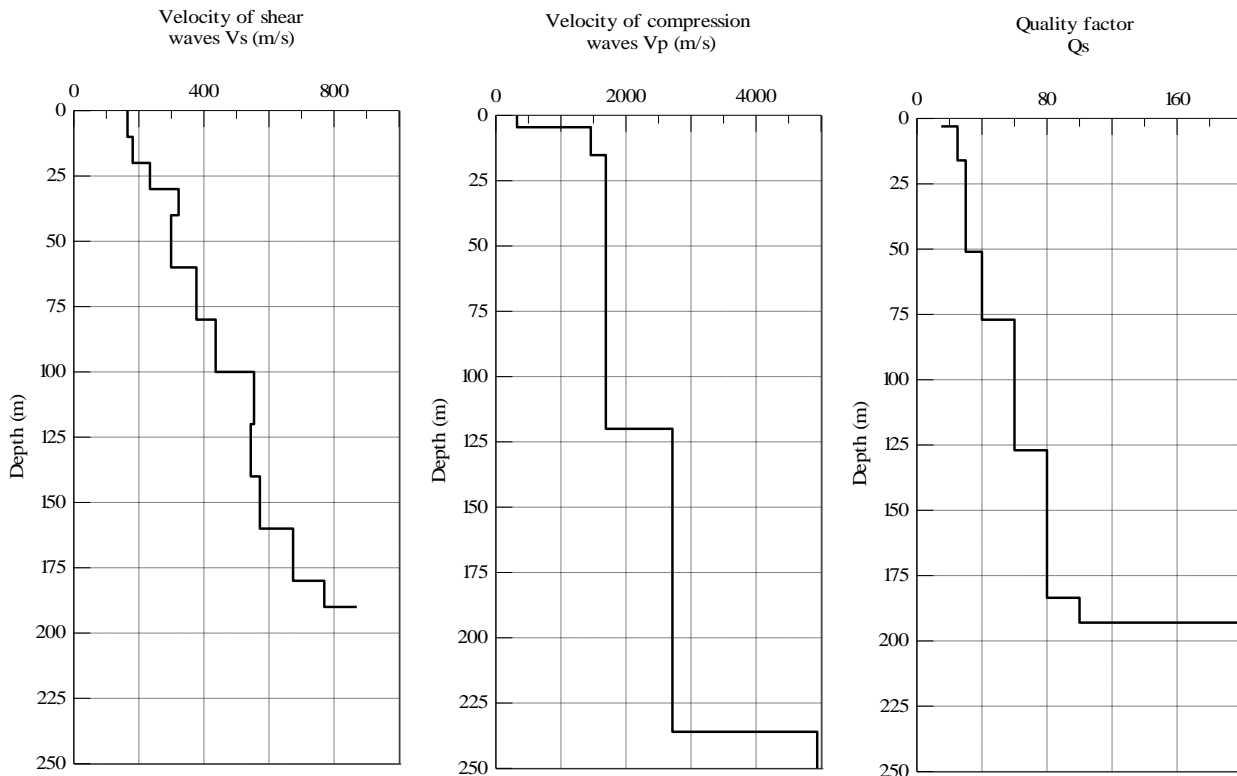 Velocity of shear
waves Vs (m/s)
0 400 800
0
25
50
75
100
125
150
175
200
225
250
Depth (m)
Velocity of compression
waves Vp (m/s)
0 2000 4000
0
25
50
75
100
125
150
175
200
225
250
Depth (m)
Quality factor
Qs
0 80 160
0
25
50
75
100
125
150
175
200
225
250
Depth (m)